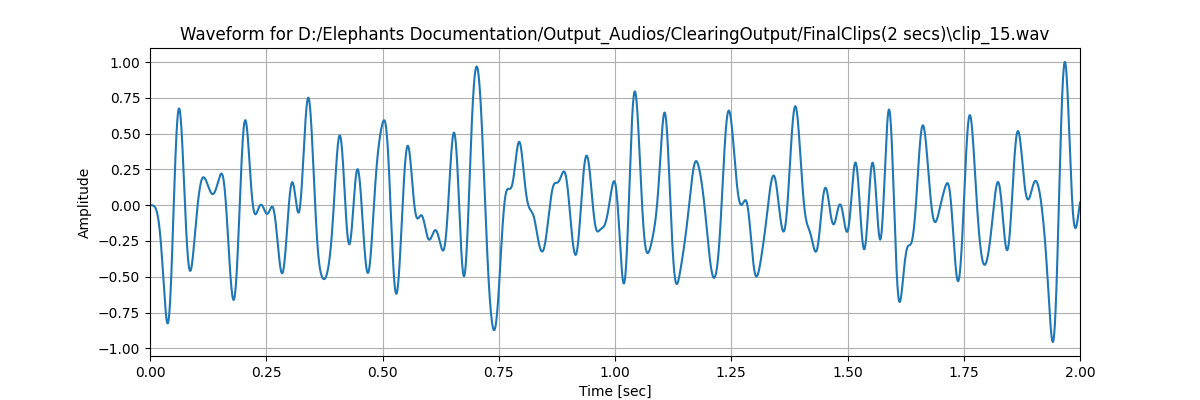 Waveform for D:/Elephants Documentation/Output_Audios/ClearingOutput/FinalClips(2 secs)\clip_15.wav
1.00
0.75
0.50
0.25
0.00
−0.25
−0.50
−0.75
−1.00
Amplitude
0.00 0.25 0.50 0.75 1.00 1.25 1.50 1.75 2.00
Time [sec]